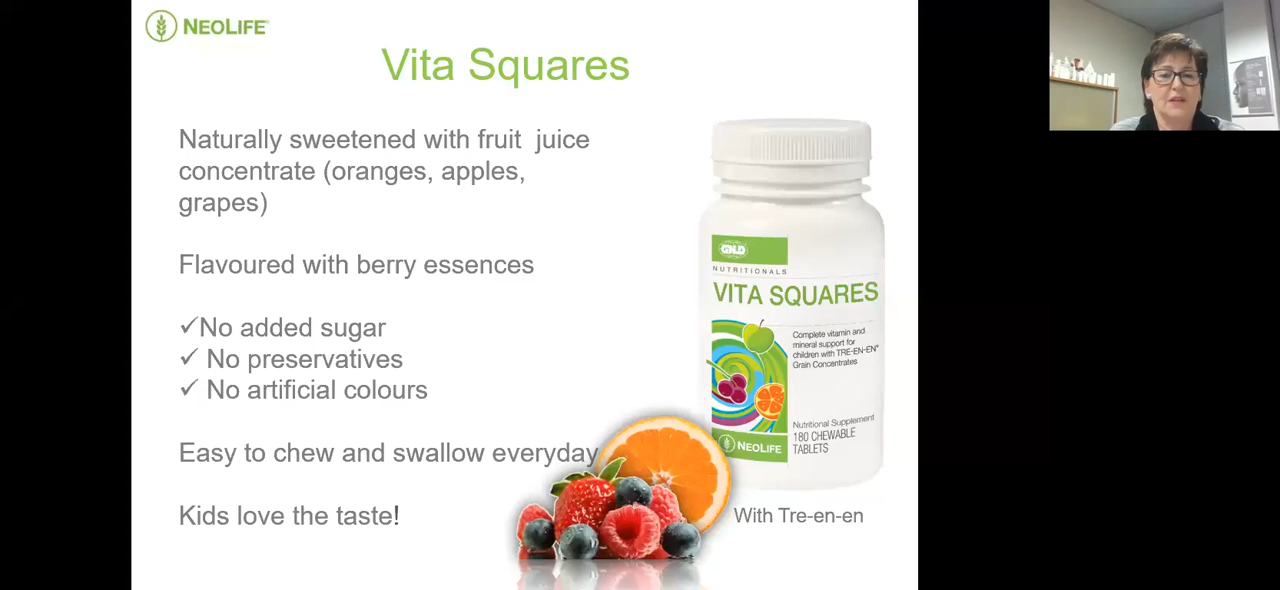 NEOLIFE
Vita Squares
Naturally sweetened with fruit juice
concentrate (oranges, apples,
grapes)
Flavoured with berry essences
✓No added sugar
✓ No preservatives
✓ No artificial colours
Easy to chew and swallow everyday
Kids love the taste!
GNLD
NUTRITIONALS
VITA SQUARES
Complete vitamin and
mineral support for
children with TRE-EN-EN®
Grain Concentrates
Nutritional Supplement
180 CHEWABLE
TABLETS
NEOLIFE
With Tre-en-en